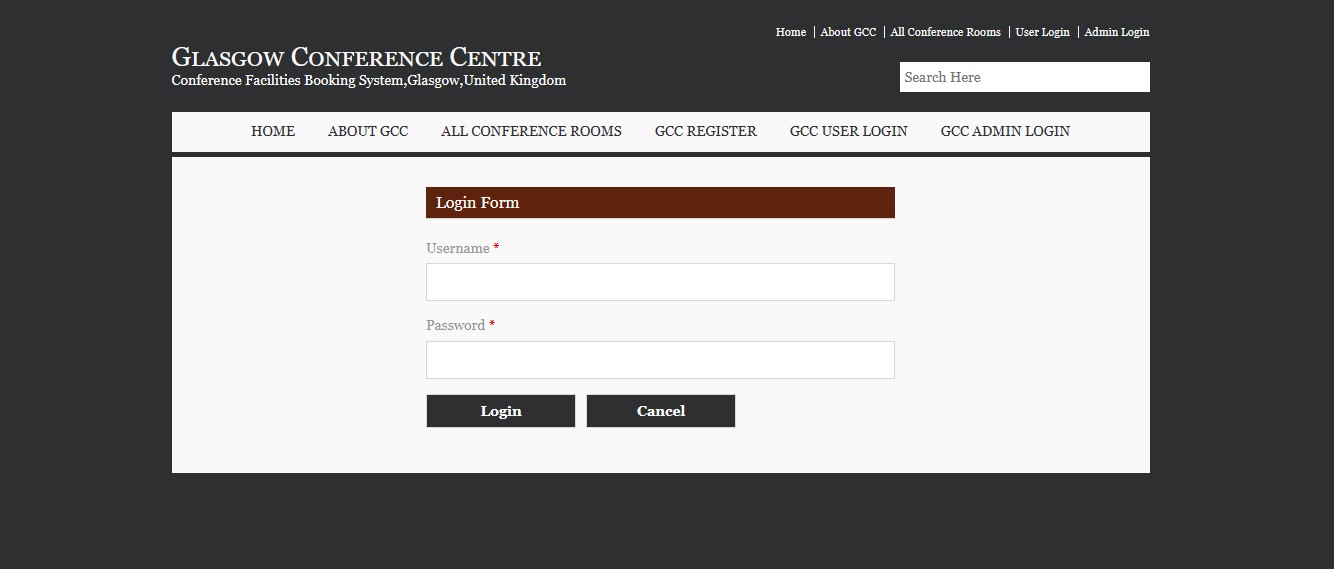 Home | About GCC | All Conference Rooms | User Login | Admin Login
Glasgow Conference Centre
Conference Facilities Booking System,Glasgow,United Kingdom
Search Here
HOME ABOUT GCC ALL CONFERENCE ROOMS GCC REGISTER GCC USER LOGIN GCC ADMIN LOGIN
Login Form
Username *
Password *
Login Cancel